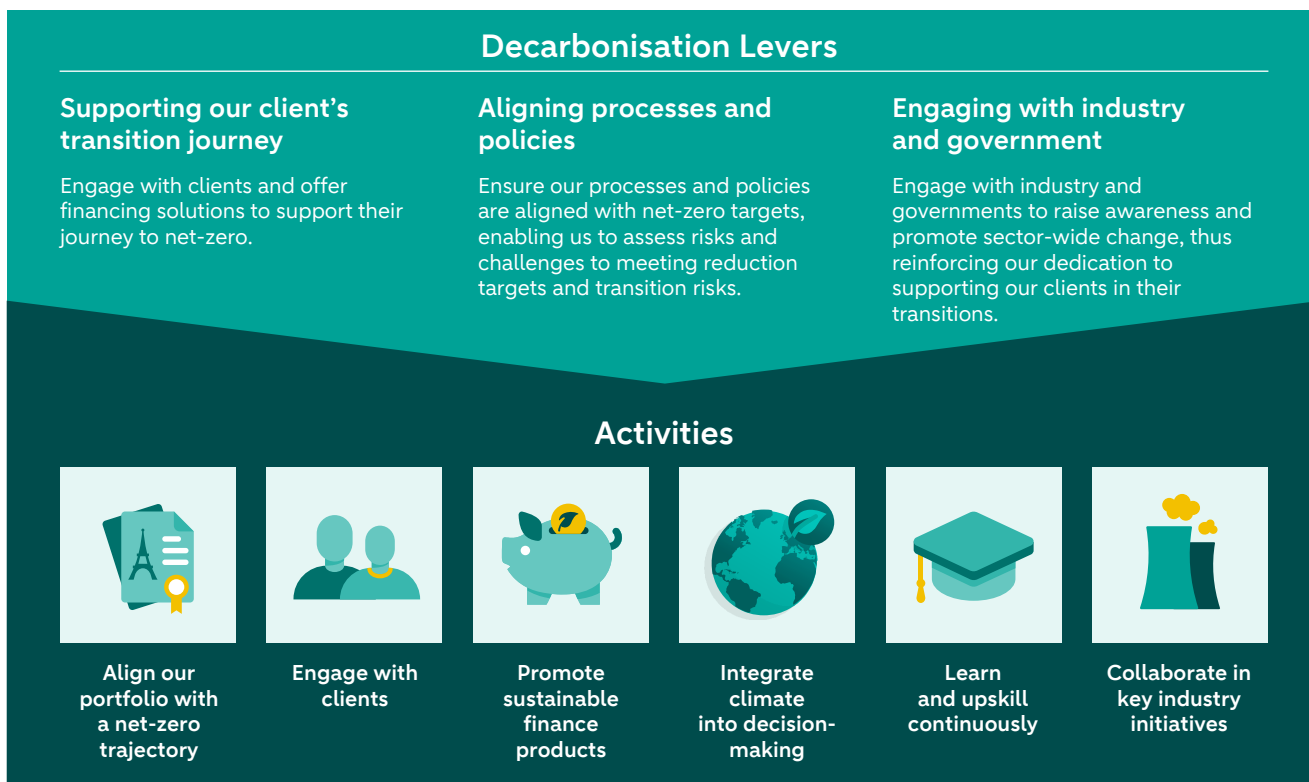 Decarbonisation Levers
Supporting our client's
transition journey
Engage with clients and offer
financing solutions to support their
journey to net-zero.
Aligning processes and
policies
Ensure our processes and policies
are aligned with net-zero targets,
enabling us to assess risks and
challenges to meeting reduction
targets and transition risks.
Engaging with industry
and government
Engage with industry and
governments to raise awareness and
promote sector-wide change, thus
reinforcing our dedication to
supporting our clients in their
transitions.
Activities
Align our
portfolio with
a net-zero
trajectory
Engage with
clients
Promote
sustainable
finance
products
Integrate
climate
into decision-
making
Learn
and upskill
continuously
Collaborate in
key industry
initiatives